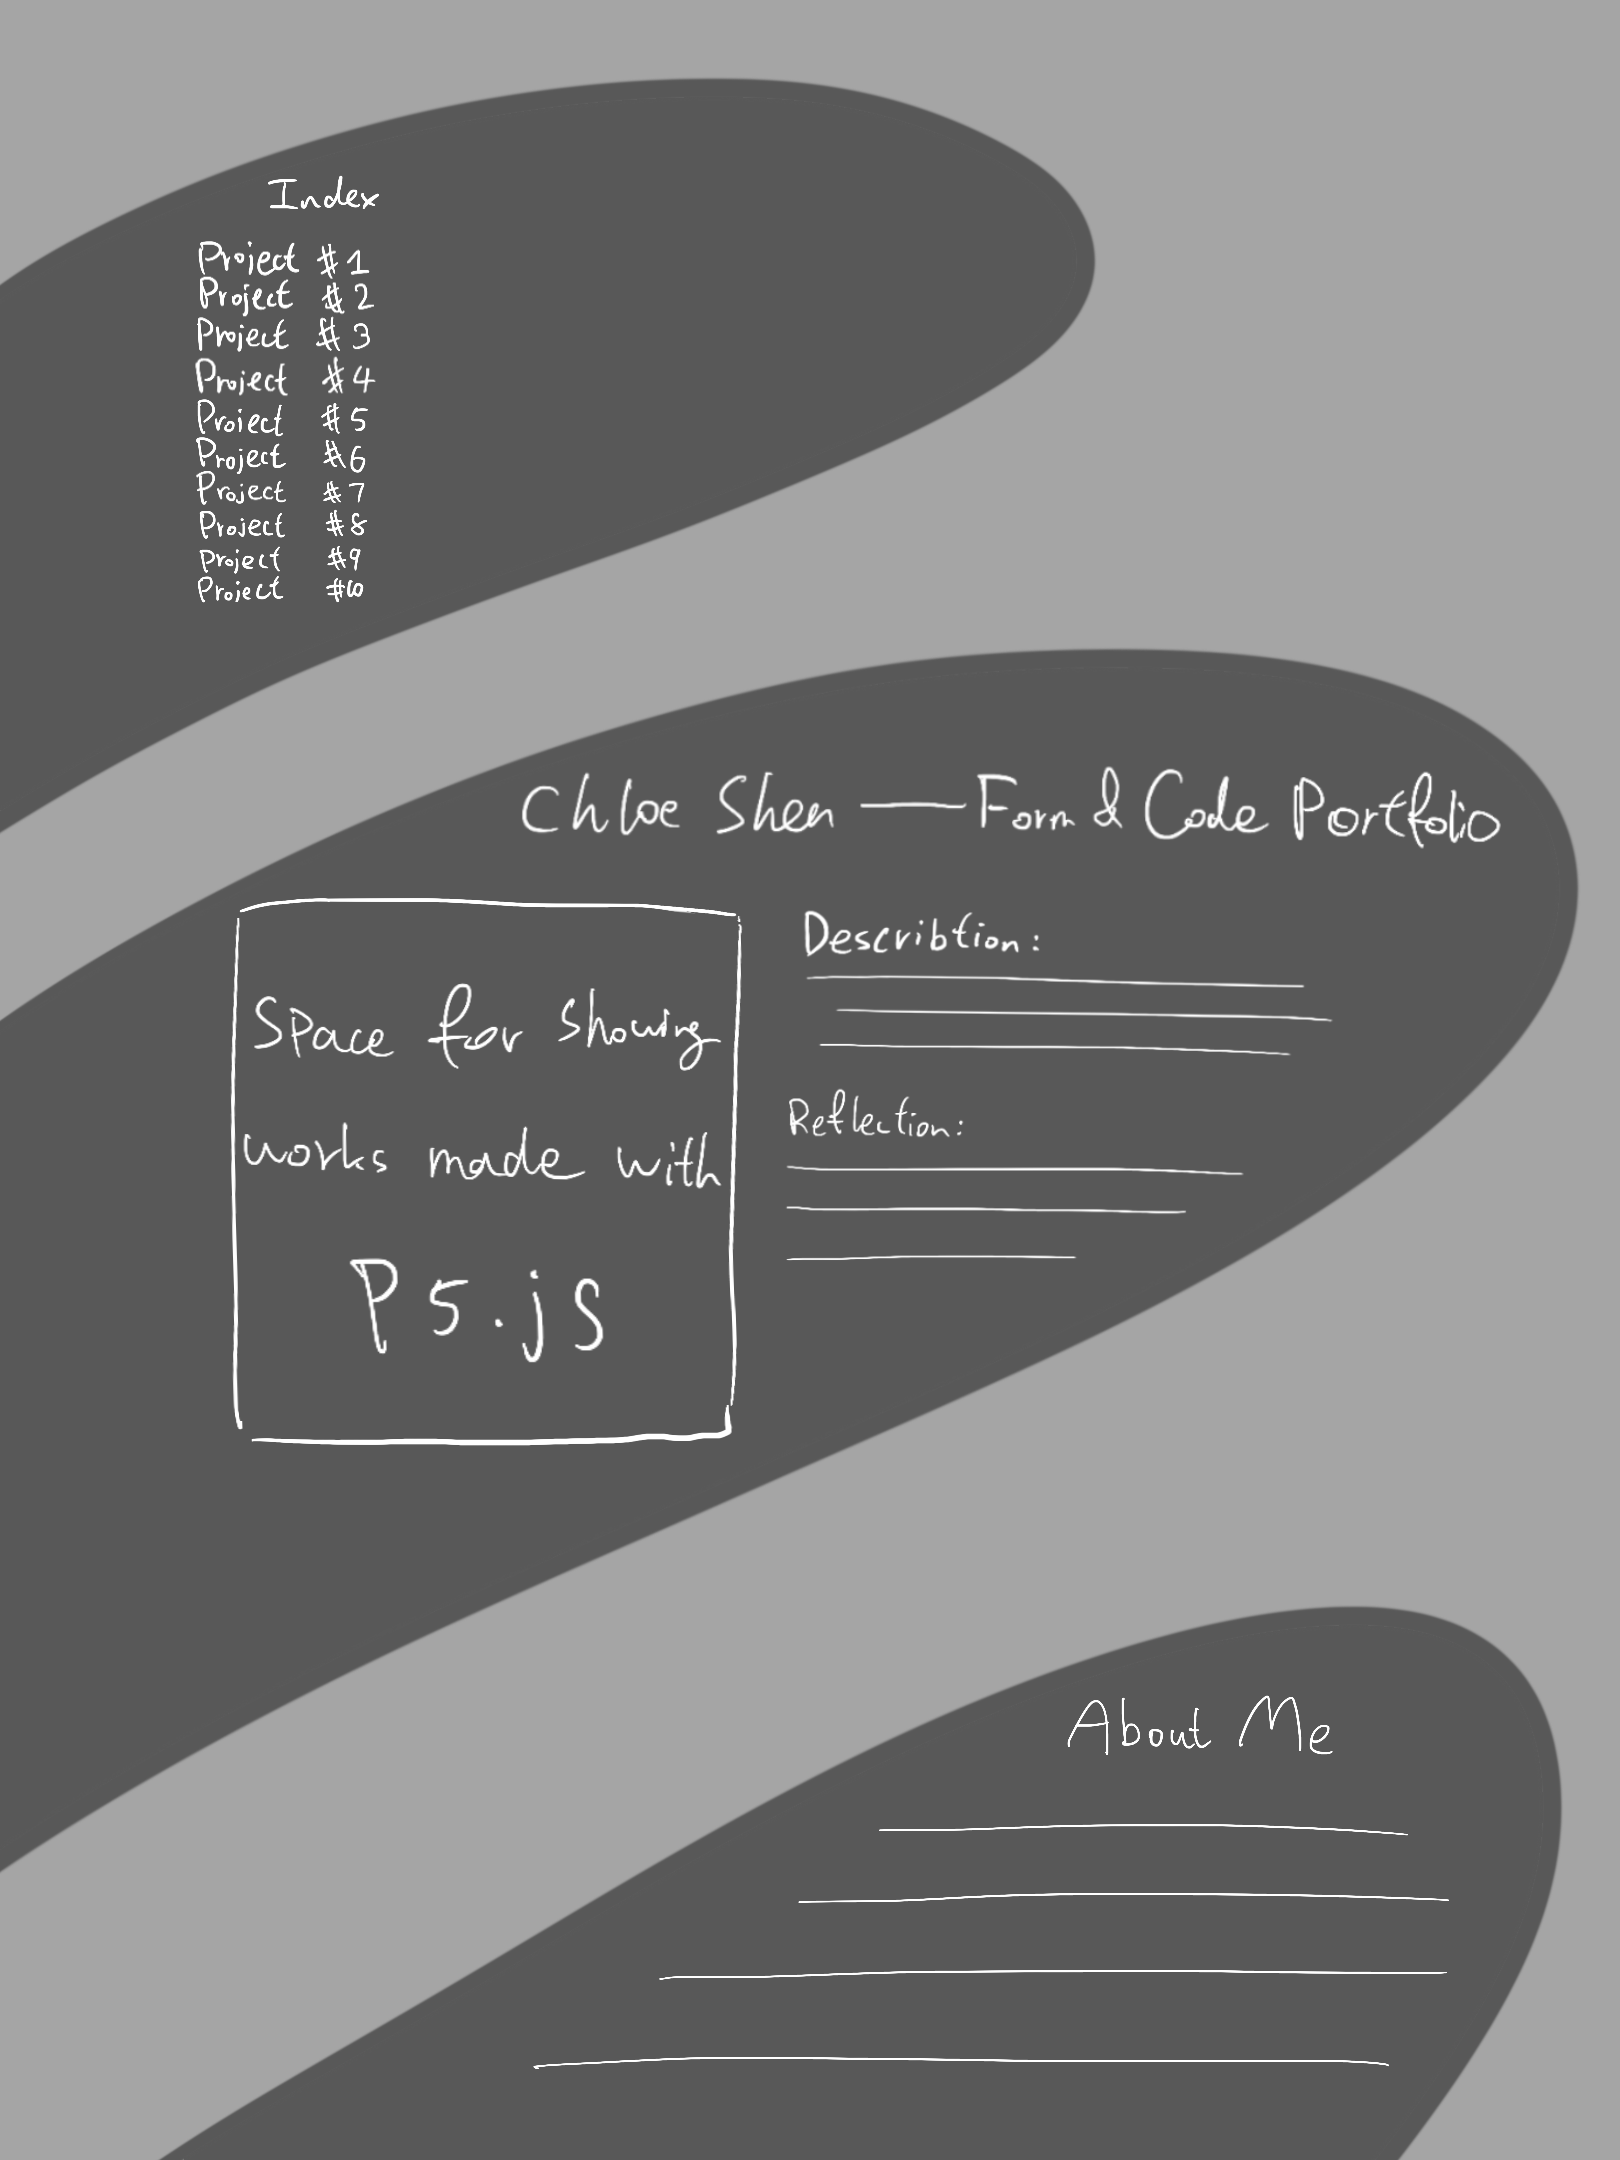 Index
Project #1
Project #2
Project #3
Project #4
Project #5
Project #6
Project #7
Project #8
Project #9
Project #10
Chloe Shen — Form & Code Portfolio
Space for showing
works made with
P5.js
Describtion:
Reflection:
About Me